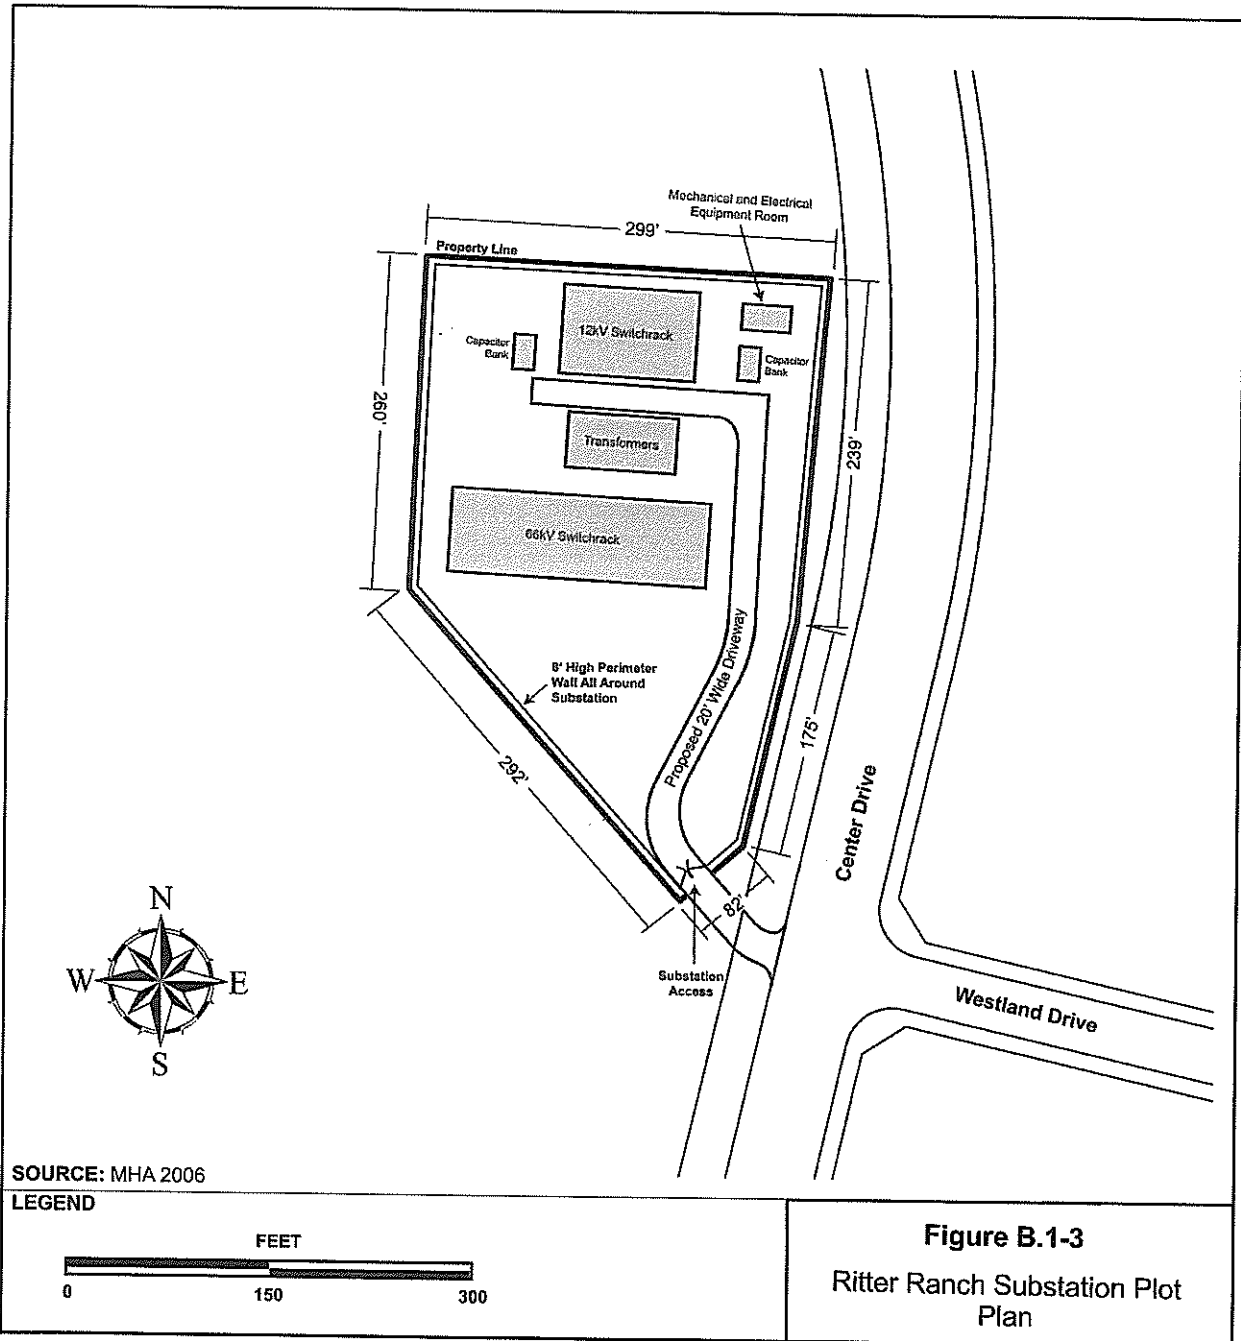 Mechanical and Electrical
Equipment Room
299'
Property Line
12kV Switchrack
Capacitor
Bank
Capacitor
Bank
260'
239'
Transformers
66kV Switchrack
8' High Perimeter
Wall All Around
Substation
Proposed 20' Wide Driveway
175'
292'
Center Drive
82'
Substation
Access
Westland Drive
N
W
E
S
SOURCE: MHA 2006
LEGEND
FEET
0
150
300
Figure B.1-3
Ritter Ranch Substation Plot
Plan